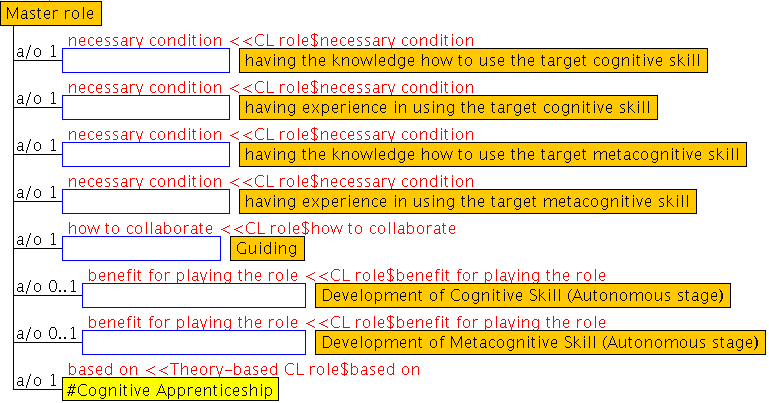 Master role
necessary condition <<CL role$necessary condition
a/o 1 having the knowledge how to use the target cognitive skill
necessary condition <<CL role$necessary condition
a/o 1 having experience in using the target cognitive skill
necessary condition <<CL role$necessary condition
a/o 1 having the knowledge how to use the target metacognitive skill
necessary condition <<CL role$necessary condition
a/o 1 having experience in using the target metacognitive skill
how to collaborate <<CL role$how to collaborate
a/o 1 Guiding
benefit for playing the role <<CL role$benefit for playing the role
a/o 0..1 Development of Cognitive Skill (Autonomous stage)
benefit for playing the role <<CL role$benefit for playing the role
a/o 0..1 Development of Metacognitive Skill (Autonomous stage)
based on <<Theory-based CL role$based on
a/o 1 #Cognitive Apprenticeship